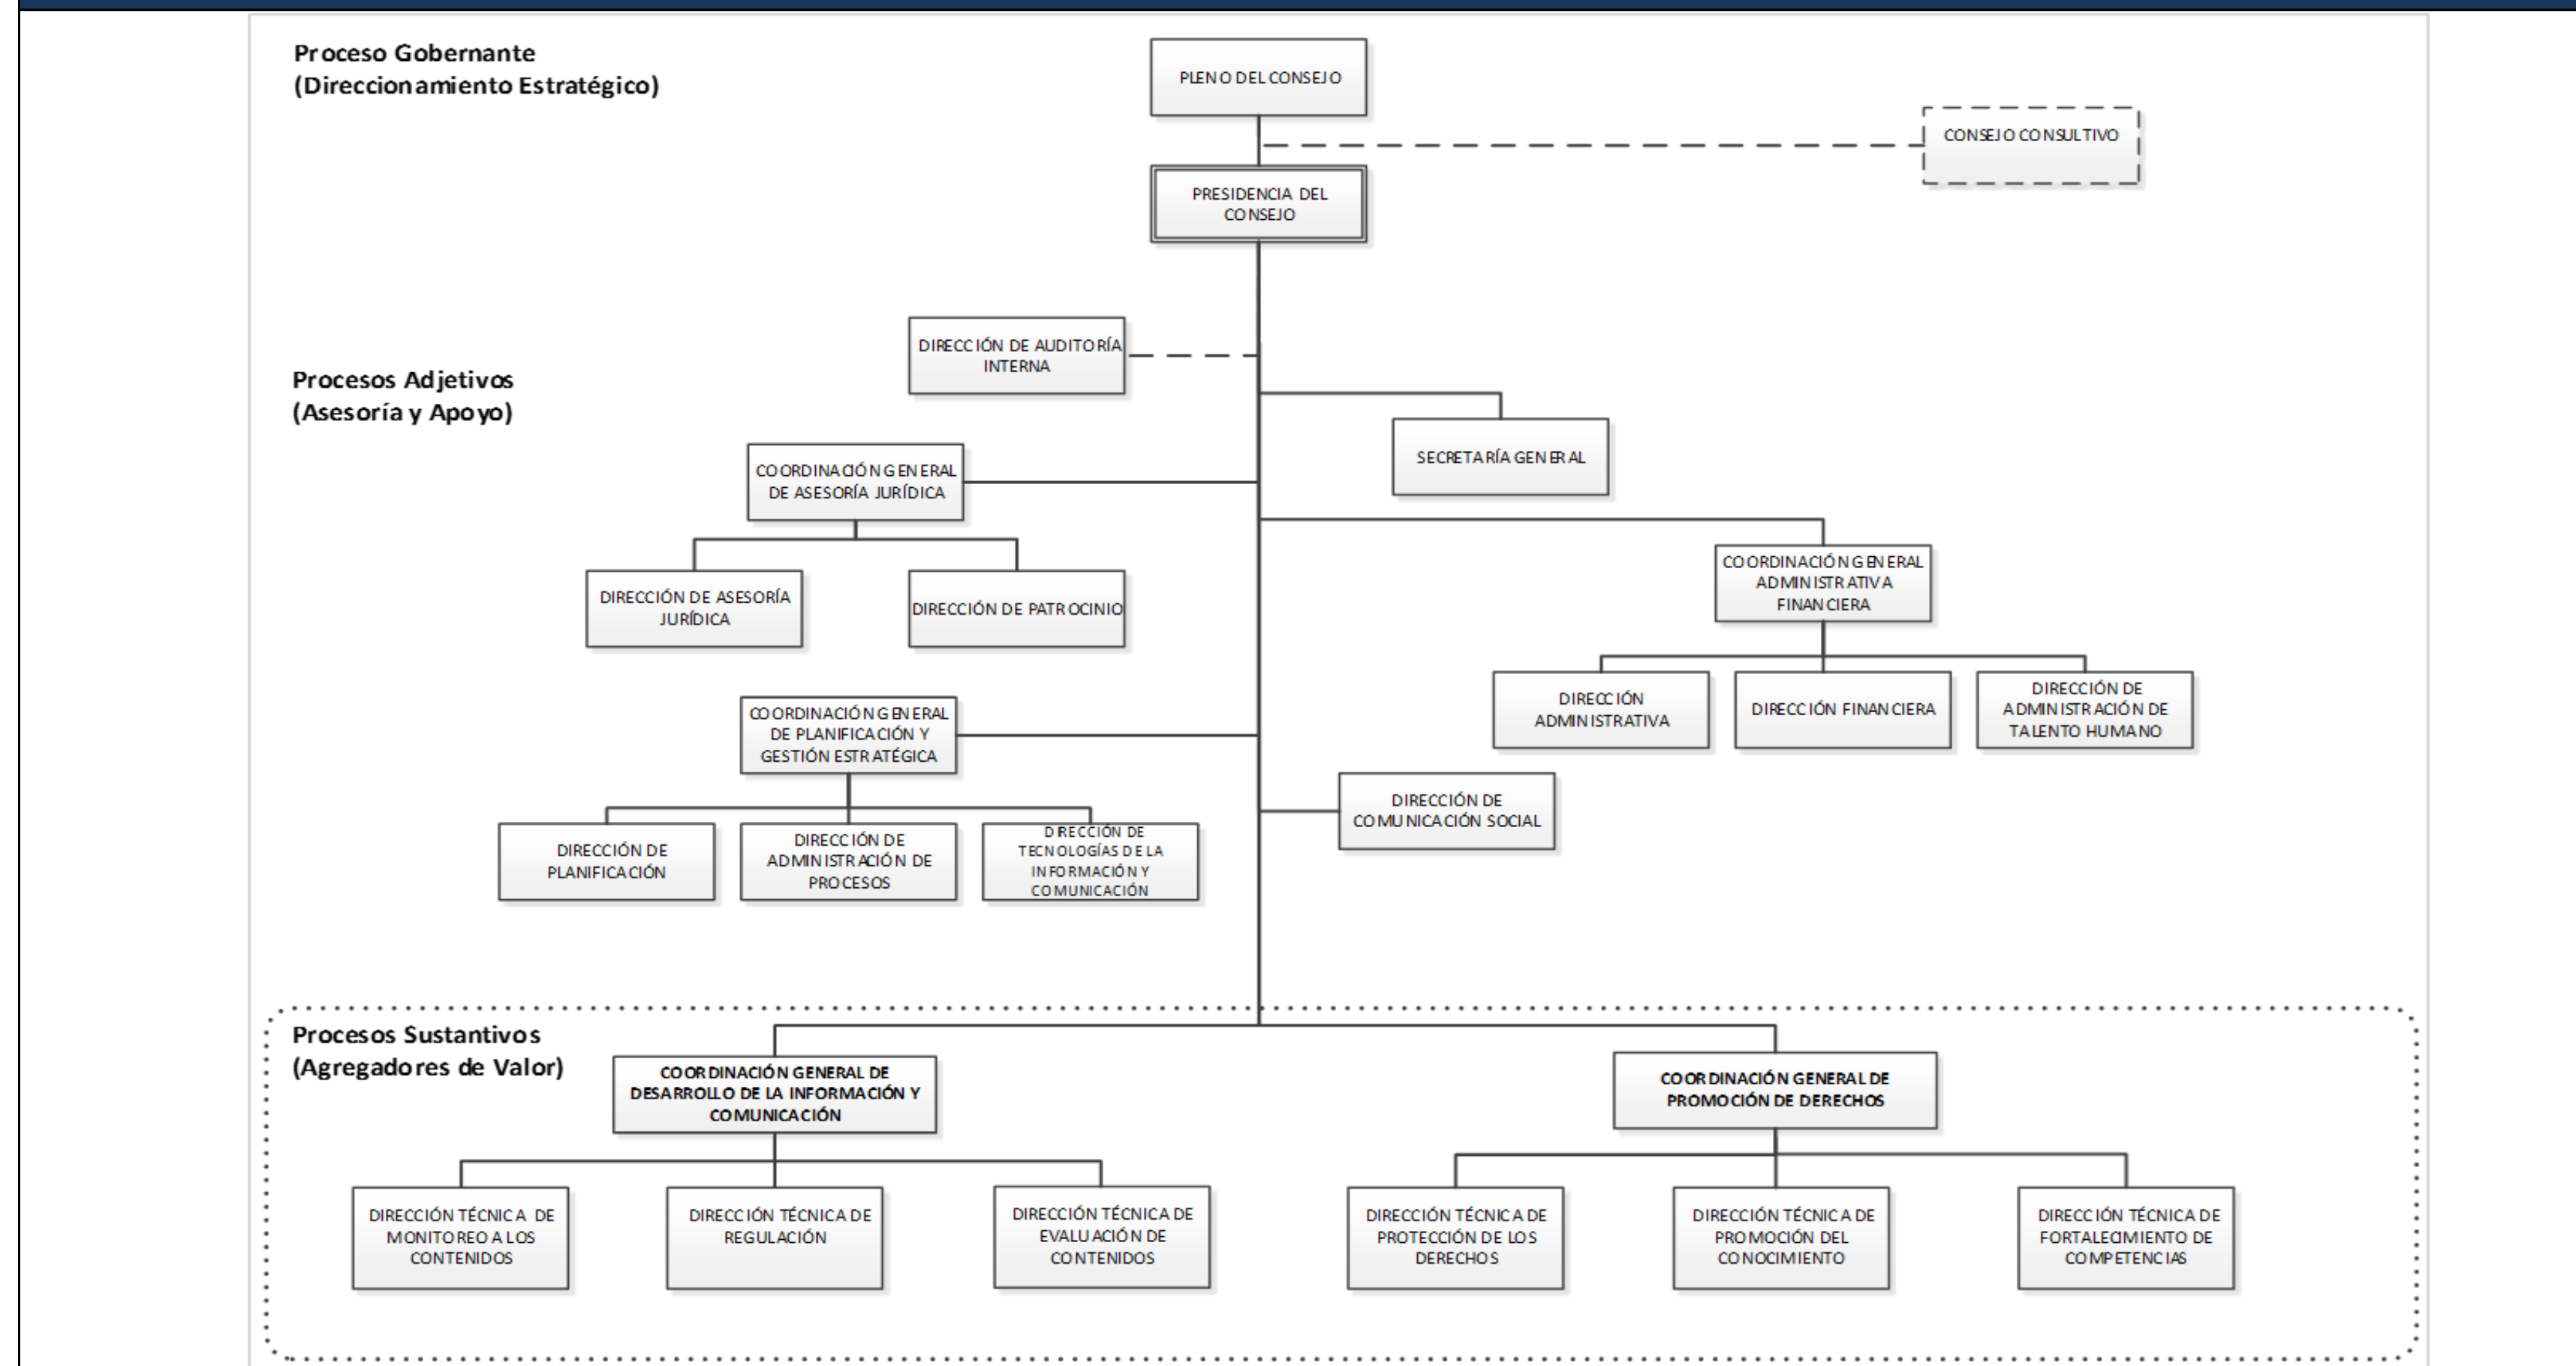 Proceso Gobernante
(Direccionamiento Estratégico)
PLENO DEL CONSEJO
CONSEJO CONSULTIVO
PRESIDENCIA DEL
CONSEJO
DIRECCIÓN DE AUDITORÍA
INTERNA
Procesos Adjetivos
(Asesoría y Apoyo)
SECRETARÍA GENERAL
COORDINACIÓN GENERAL
DE ASESORÍA JURÍDICA
DIRECCIÓN DE ASESORÍA
JURÍDICA
DIRECCIÓN DE PATROCINIO
COORDINACIÓN GENERAL
ADMINISTRATIVA
FINANCIERA
DIRECCIÓN
ADMINISTRATIVA
DIRECCIÓN FINANCIERA
DIRECCIÓN DE
ADMINISTRACIÓN DE
TALENTO HUMANO
COORDINACIÓN GENERAL
DE PLANIFICACIÓN Y
GESTIÓN ESTRATÉGICA
DIRECCIÓN DE
COMUNICACIÓN SOCIAL
DIRECCIÓN DE
PLANIFICACIÓN
DIRECCIÓN DE
ADMINISTRACIÓN DE
PROCESOS
DIRECCIÓN DE
TECNOLOGÍAS DE LA
INFORMACIÓN Y
COMUNICACIÓN
Procesos Sustantivos
(Agregadores de Valor)
COORDINACIÓN GENERAL DE
DESARROLLO DE LA INFORMACIÓN Y
COMUNICACIÓN
COORDINACIÓN GENERAL DE
PROMOCIÓN DE DERECHOS
DIRECCIÓN TÉCNICA DE
MONITOREO A LOS
CONTENIDOS
DIRECCIÓN TÉCNICA DE
REGULACIÓN
DIRECCIÓN TÉCNICA DE
EVALUACIÓN DE
CONTENIDOS
DIRECCIÓN TÉCNICA DE
PROTECCIÓN DE LOS
DERECHOS
DIRECCIÓN TÉCNICA DE
PROMOCIÓN DEL
CONOCIMIENTO
DIRECCIÓN TÉCNICA DE
FORTALECIMIENTO DE
COMPETENCIAS